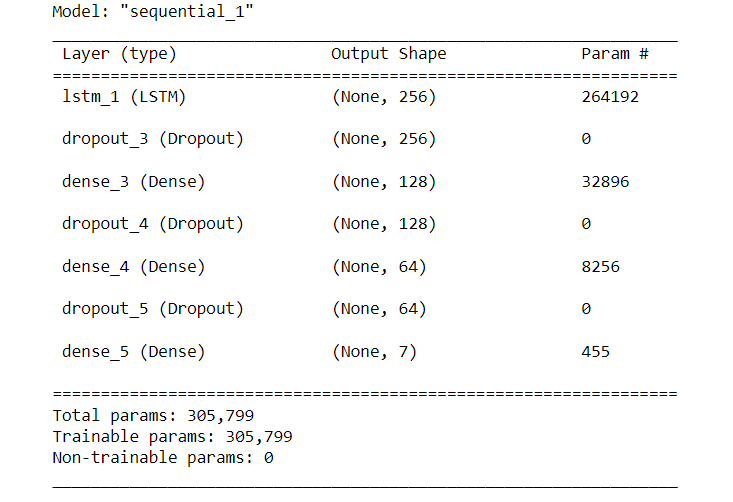 Model: "sequential_1"
_________________________________________________________________
Layer (type) Output Shape Param #
=================================================================
lstm_1 (LSTM) (None, 256) 264192
dropout_3 (Dropout) (None, 256) 0
dense_3 (Dense) (None, 128) 32896
dropout_4 (Dropout) (None, 128) 0
dense_4 (Dense) (None, 64) 8256
dropout_5 (Dropout) (None, 64) 0
dense_5 (Dense) (None, 7) 455
=================================================================
Total params: 305,799
Trainable params: 305,799
Non-trainable params: 0
_________________________________________________________________